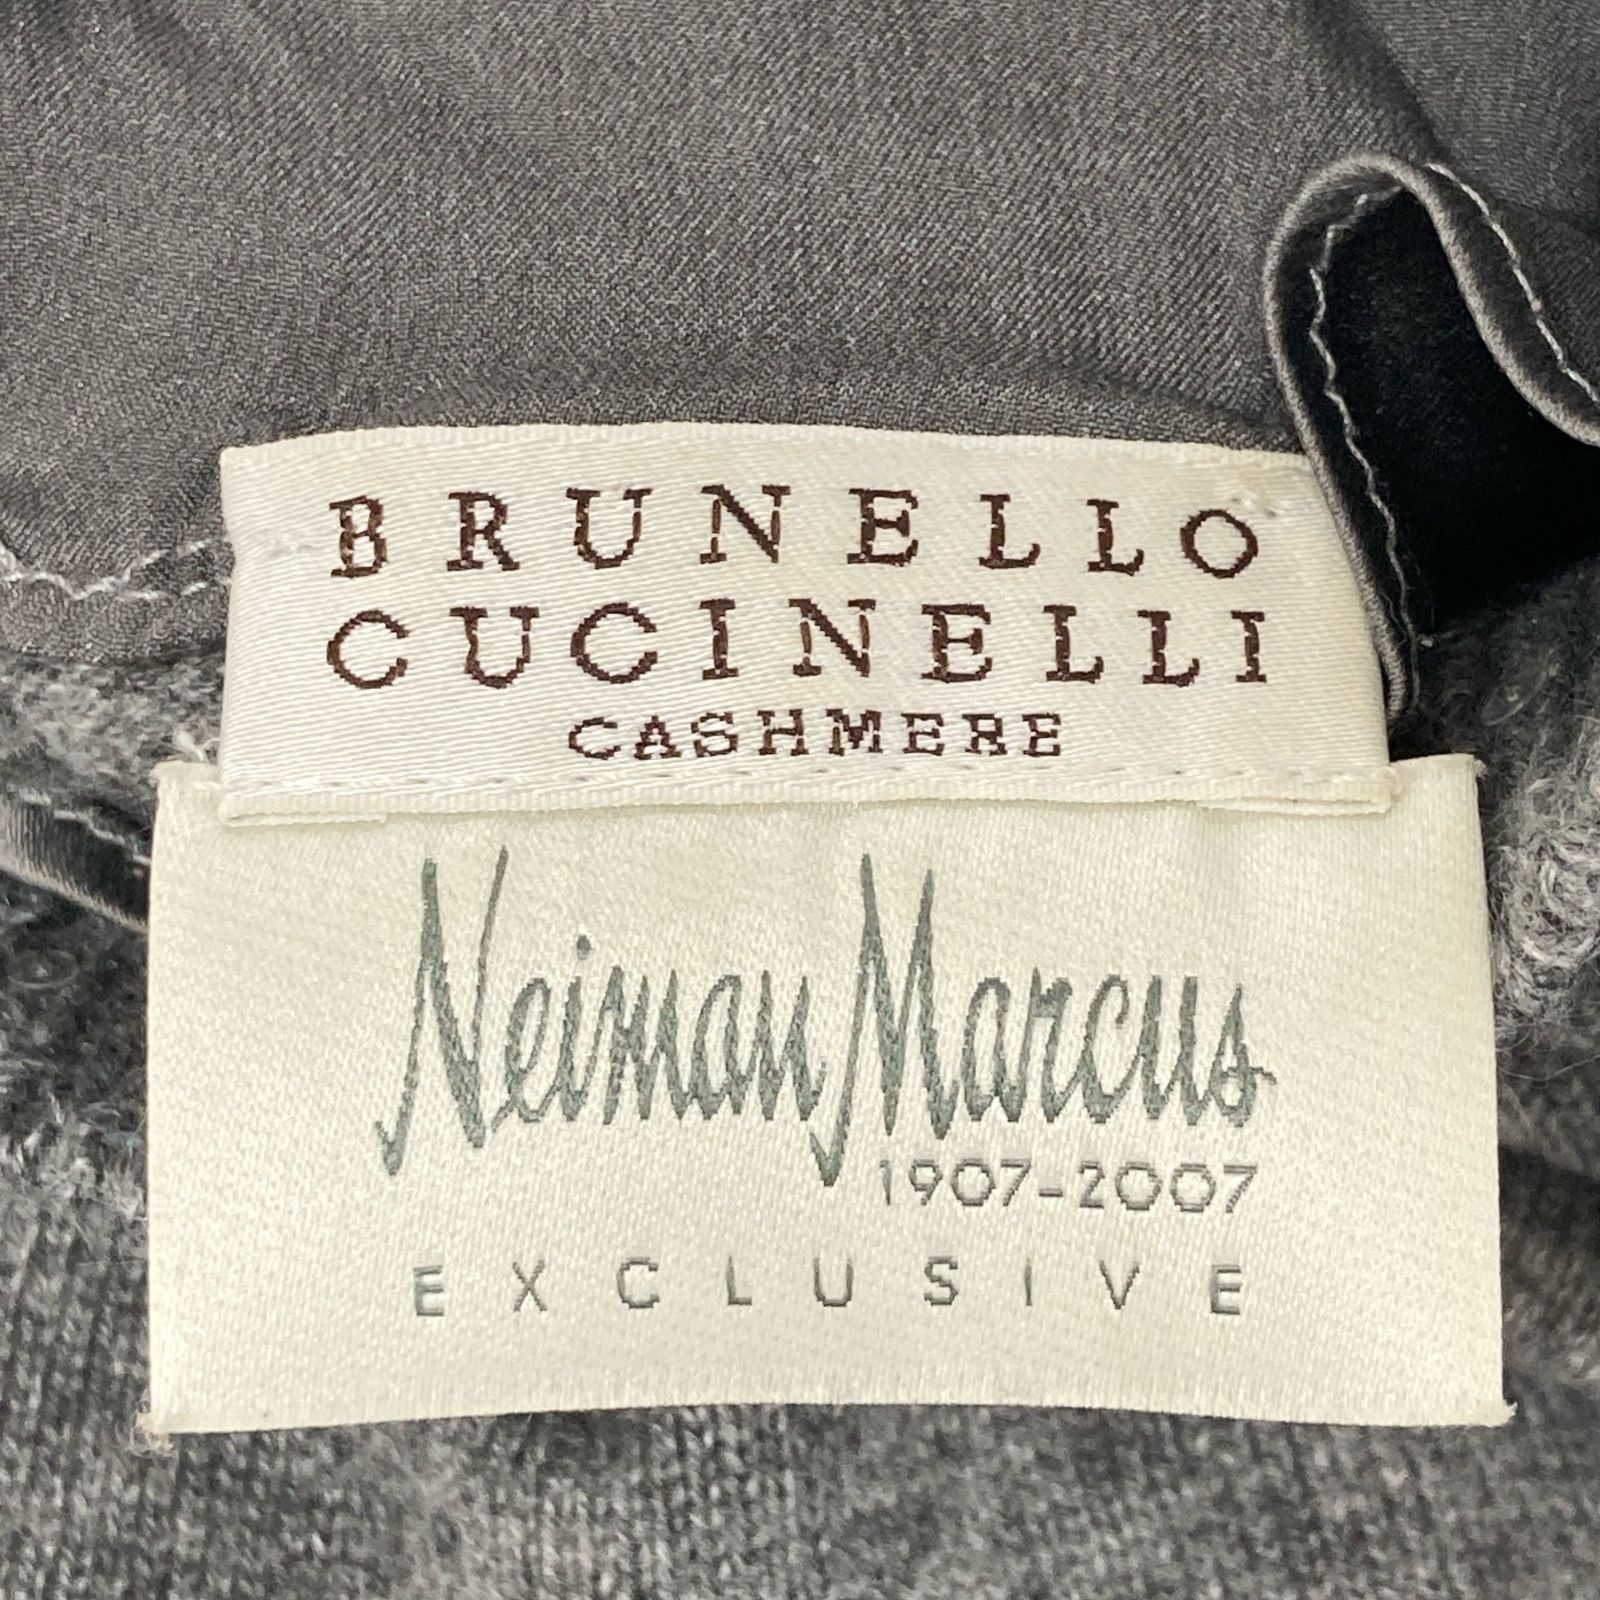 BRUNELLO
CUCINELLI
CASHMERE
Neiman Marcus
1907-2007
EXCLUSIVE